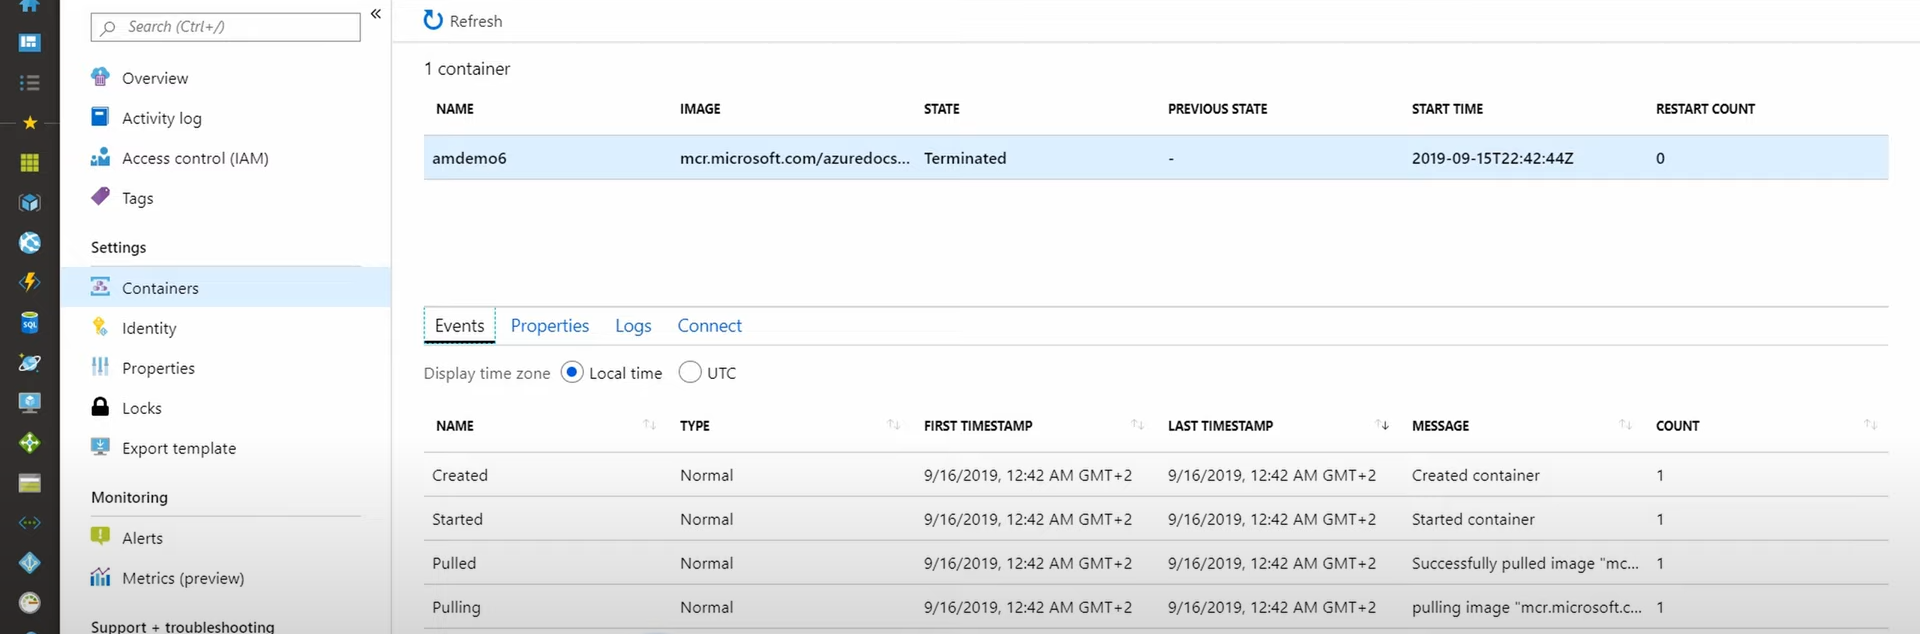 Search (Ctrl+/)
«
Refresh
Overview
Activity log
Access control (IAM)
Tags
Settings
Containers
Identity
Properties
Locks
Export template
Monitoring
Alerts
Metrics (preview)
Support + troubleshooting
1 container
NAME IMAGE STATE PREVIOUS STATE START TIME RESTART COUNT
amdemo6 mcr.microsoft.com/azuredocs... Terminated - 2019-09-15T22:42:44Z 0
Events Properties Logs Connect
Display time zone Local time UTC
NAME TYPE FIRST TIMESTAMP LAST TIMESTAMP MESSAGE COUNT
Created Normal 9/16/2019, 12:42 AM GMT+2 9/16/2019, 12:42 AM GMT+2 Created container 1
Started Normal 9/16/2019, 12:42 AM GMT+2 9/16/2019, 12:42 AM GMT+2 Started container 1
Pulled Normal 9/16/2019, 12:42 AM GMT+2 9/16/2019, 12:42 AM GMT+2 Successfully pulled image "mc... 1
Pulling Normal 9/16/2019, 12:42 AM GMT+2 9/16/2019, 12:42 AM GMT+2 pulling image "mcr.microsoft.c... 1
SQL